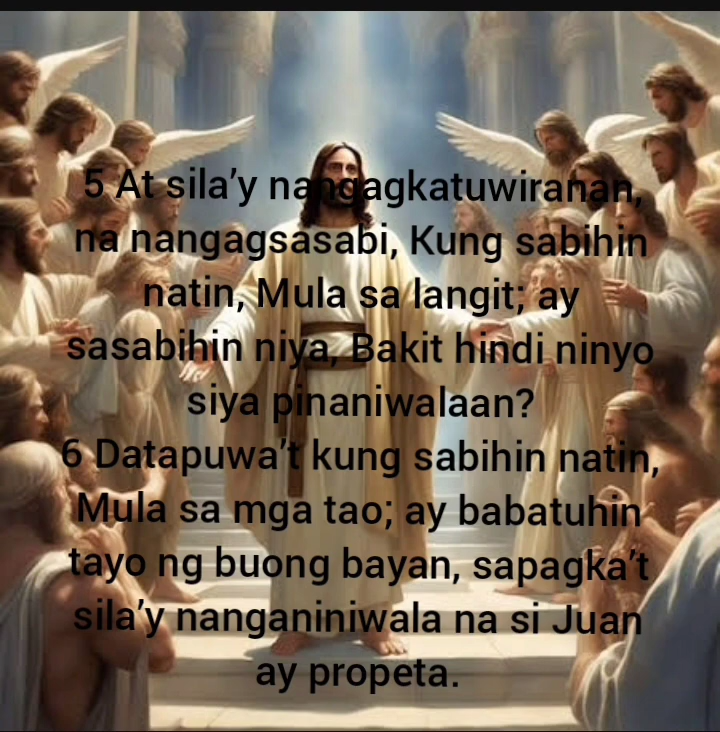 5 At sila’y nangagkatuwiranan,
na nangagsasabi, Kung sabihin
natin, Mula sa langit; ay
sasabihin niya, Bakit hindi ninyo
siya pinaniwalaan?
6 Datapuwa’t kung sabihin natin,
Mula sa mga tao; ay babatuhin
tayo ng buong bayan, sapagka’t
sila’y nanganiniwala na si Juan
ay propeta.